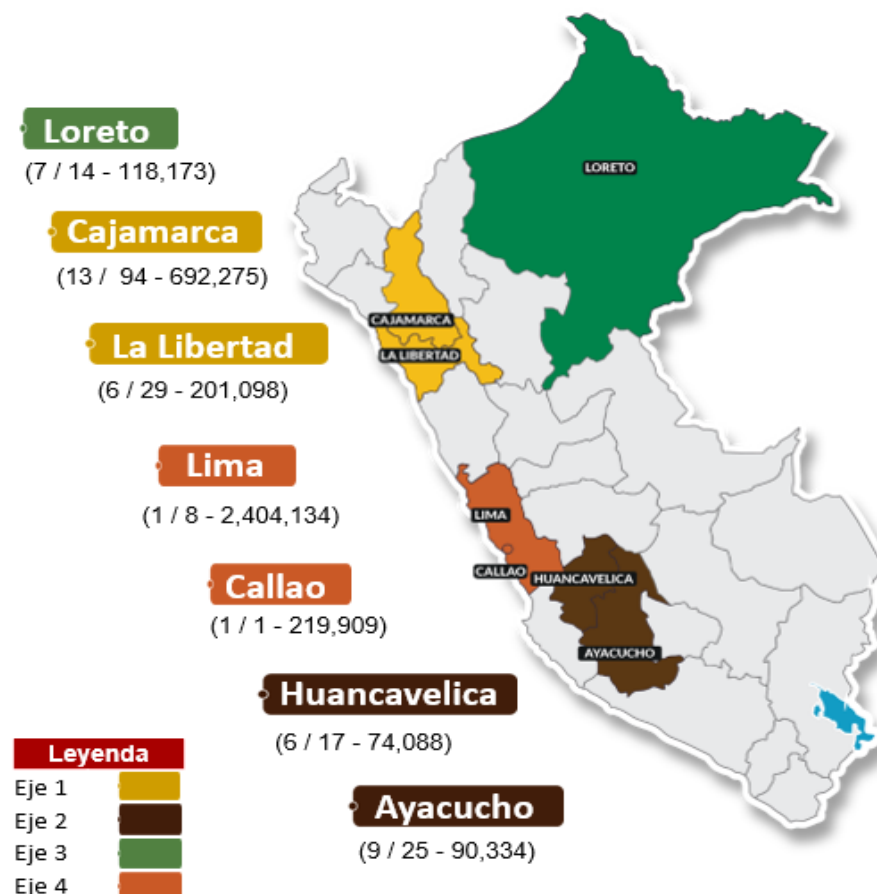 Loreto
(7 / 14 - 118,173)
Cajamarca
(13 / 94 - 692,275)
La Libertad
(6 / 29 - 201,098)
Lima
(1 / 8 - 2,404,134)
Callao
(1 / 1 - 219,909)
Huancavelica
(6 / 17 - 74,088)
Ayacucho
(9 / 25 - 90,334)
Leyenda
Eje 1
Eje 2
Eje 3
Eje 4
LORETO
CAJAMARCA
LA LIBERTAD
LIMA
CALLAO
HUANCAVELICA
AYACUCHO